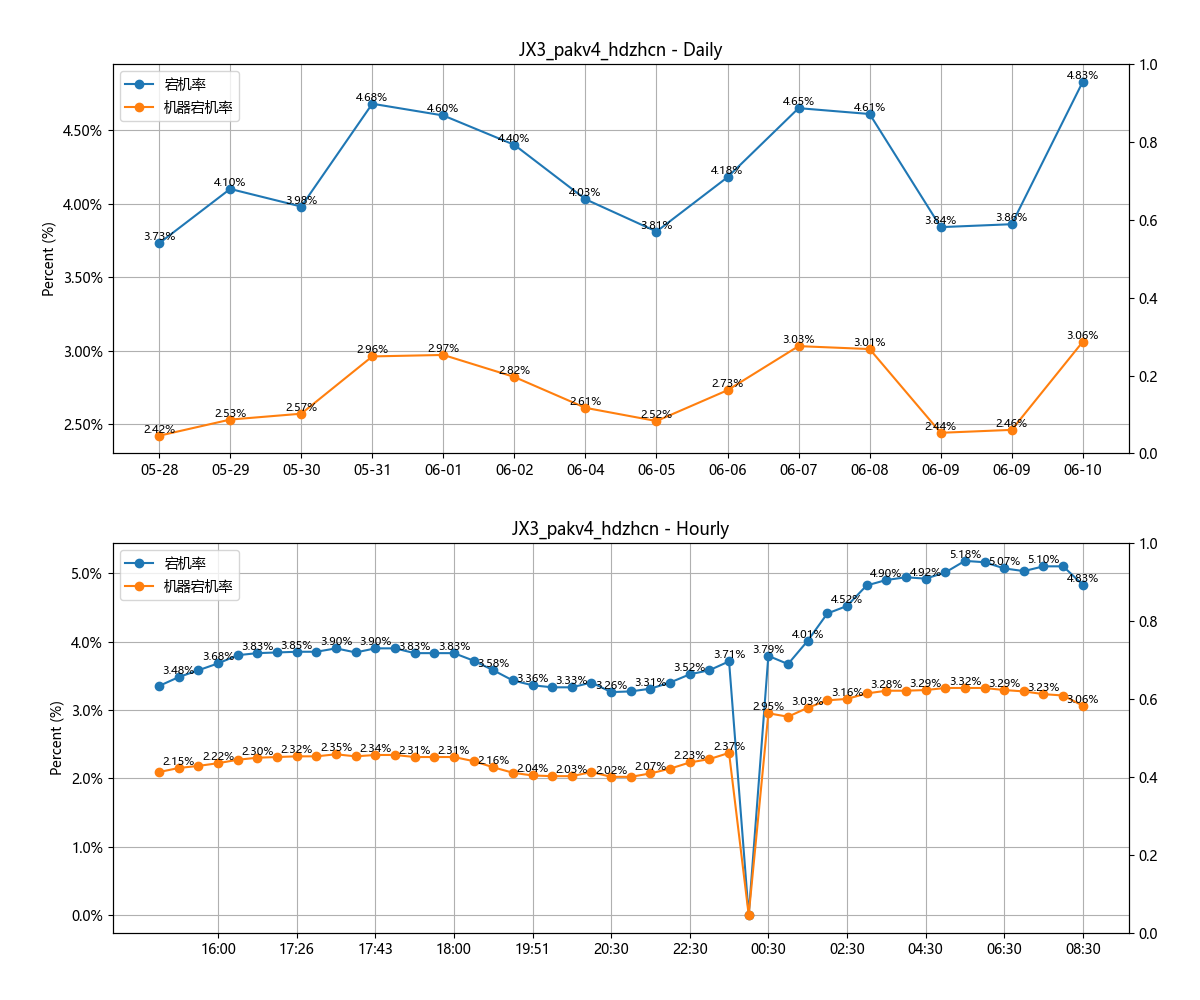 JX3_pakv4_hdzhcn - Daily
宕机率
机器宕机率
Percent (%)
4.50%
4.00%
3.50%
3.00%
2.50%
1.0
0.8
0.6
0.4
0.2
0.0
3.73% 4.10% 3.98% 4.68% 4.60% 4.40% 4.03% 3.81% 4.18% 4.65% 4.61% 3.84% 3.86% 4.83%
2.42% 2.53% 2.57% 2.96% 2.97% 2.82% 2.61% 2.52% 2.73% 3.03% 3.01% 2.44% 2.46% 3.06%
05-28 05-29 05-30 05-31 06-01 06-02 06-04 06-05 06-06 06-07 06-08 06-09 06-09 06-10
JX3_pakv4_hdzhcn - Hourly
宕机率
机器宕机率
Percent (%)
5.0%
4.0%
3.0%
2.0%
1.0%
0.0%
1.0
0.8
0.6
0.4
0.2
0.0
3.48% 3.68% 3.83% 3.85% 3.90% 3.90% 3.83% 3.83% 3.58% 3.36% 3.33% 3.26% 3.31% 3.52% 3.71% 3.79% 4.01% 4.52% 4.90% 4.92% 5.18% 5.07% 5.10% 4.83%
2.15% 2.22% 2.30% 2.32% 2.35% 2.34% 2.31% 2.31% 2.16% 2.04% 2.03% 2.02% 2.07% 2.23% 2.37% 2.95% 3.03% 3.16% 3.28% 3.29% 3.32% 3.29% 3.23% 3.06%
16:00 17:26 17:43 18:00 19:51 20:30 22:30 00:30 02:30 04:30 06:30 08:30